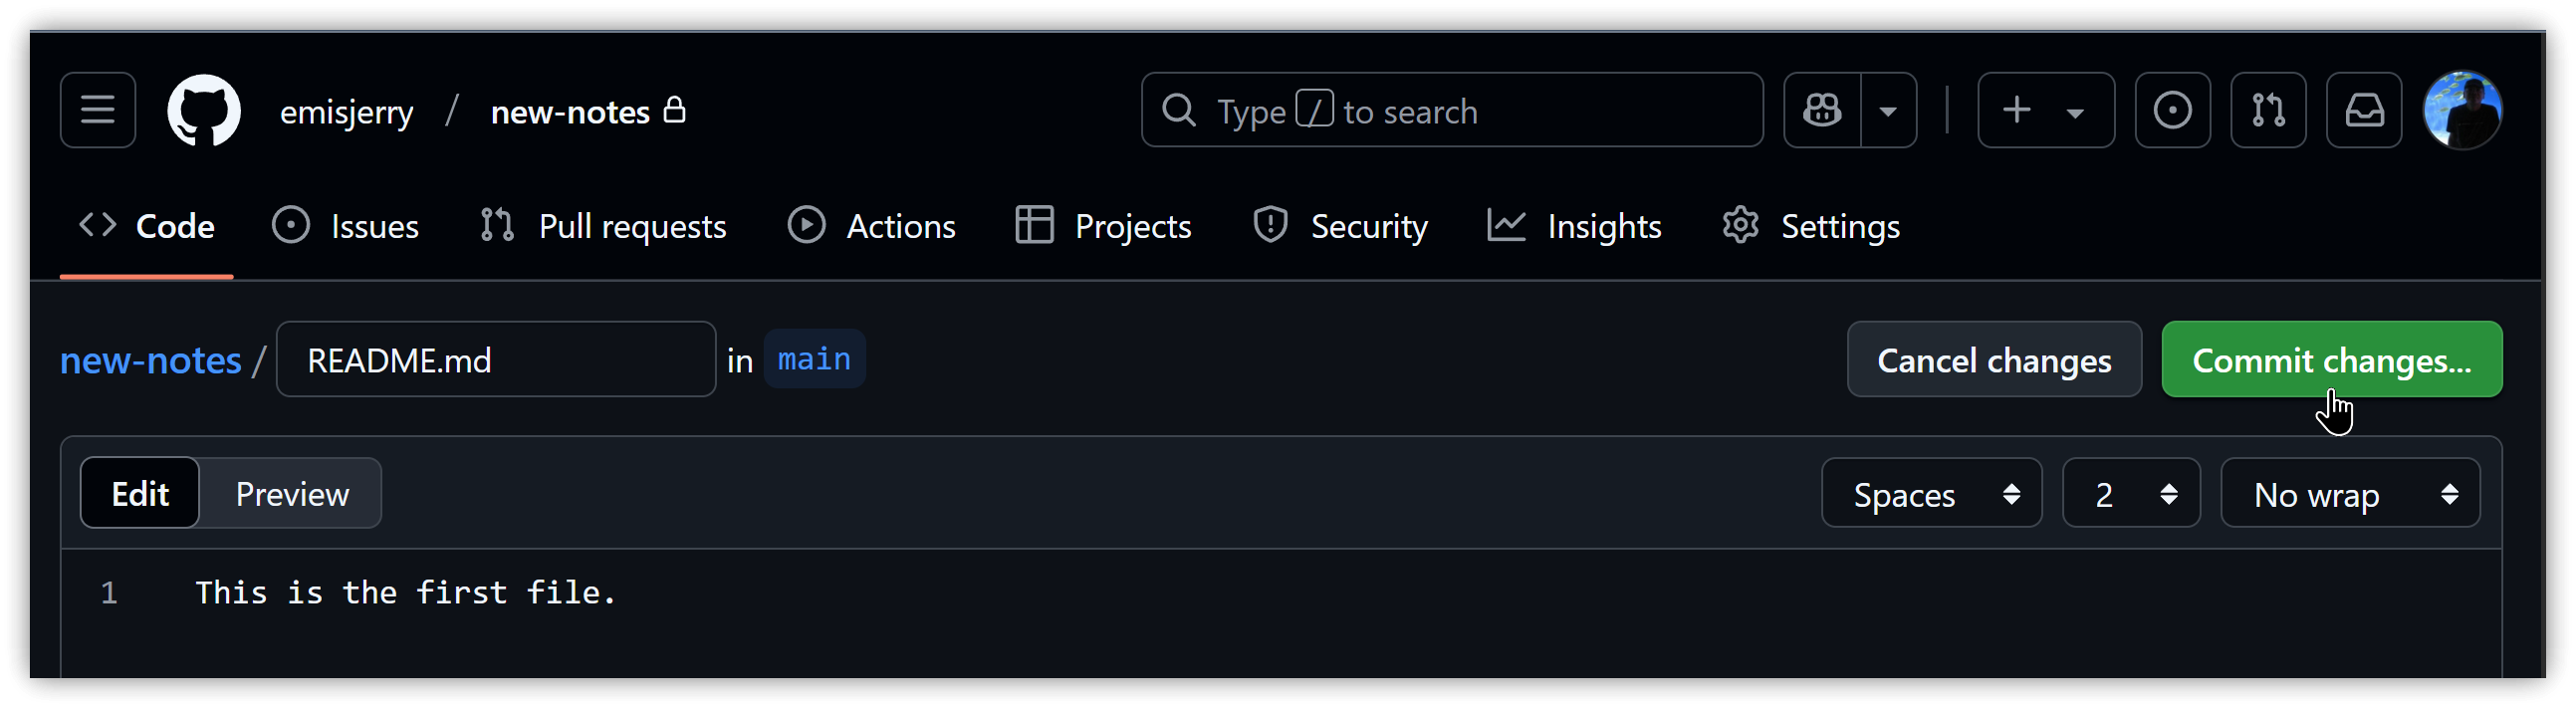 emisjerry / new-notes Type / to search
Code Issues Pull requests Actions Projects Security Insights Settings
new-notes / README.md in main Cancel changes Commit changes...
Edit Preview Spaces 2 No wrap
1 This is the first file.